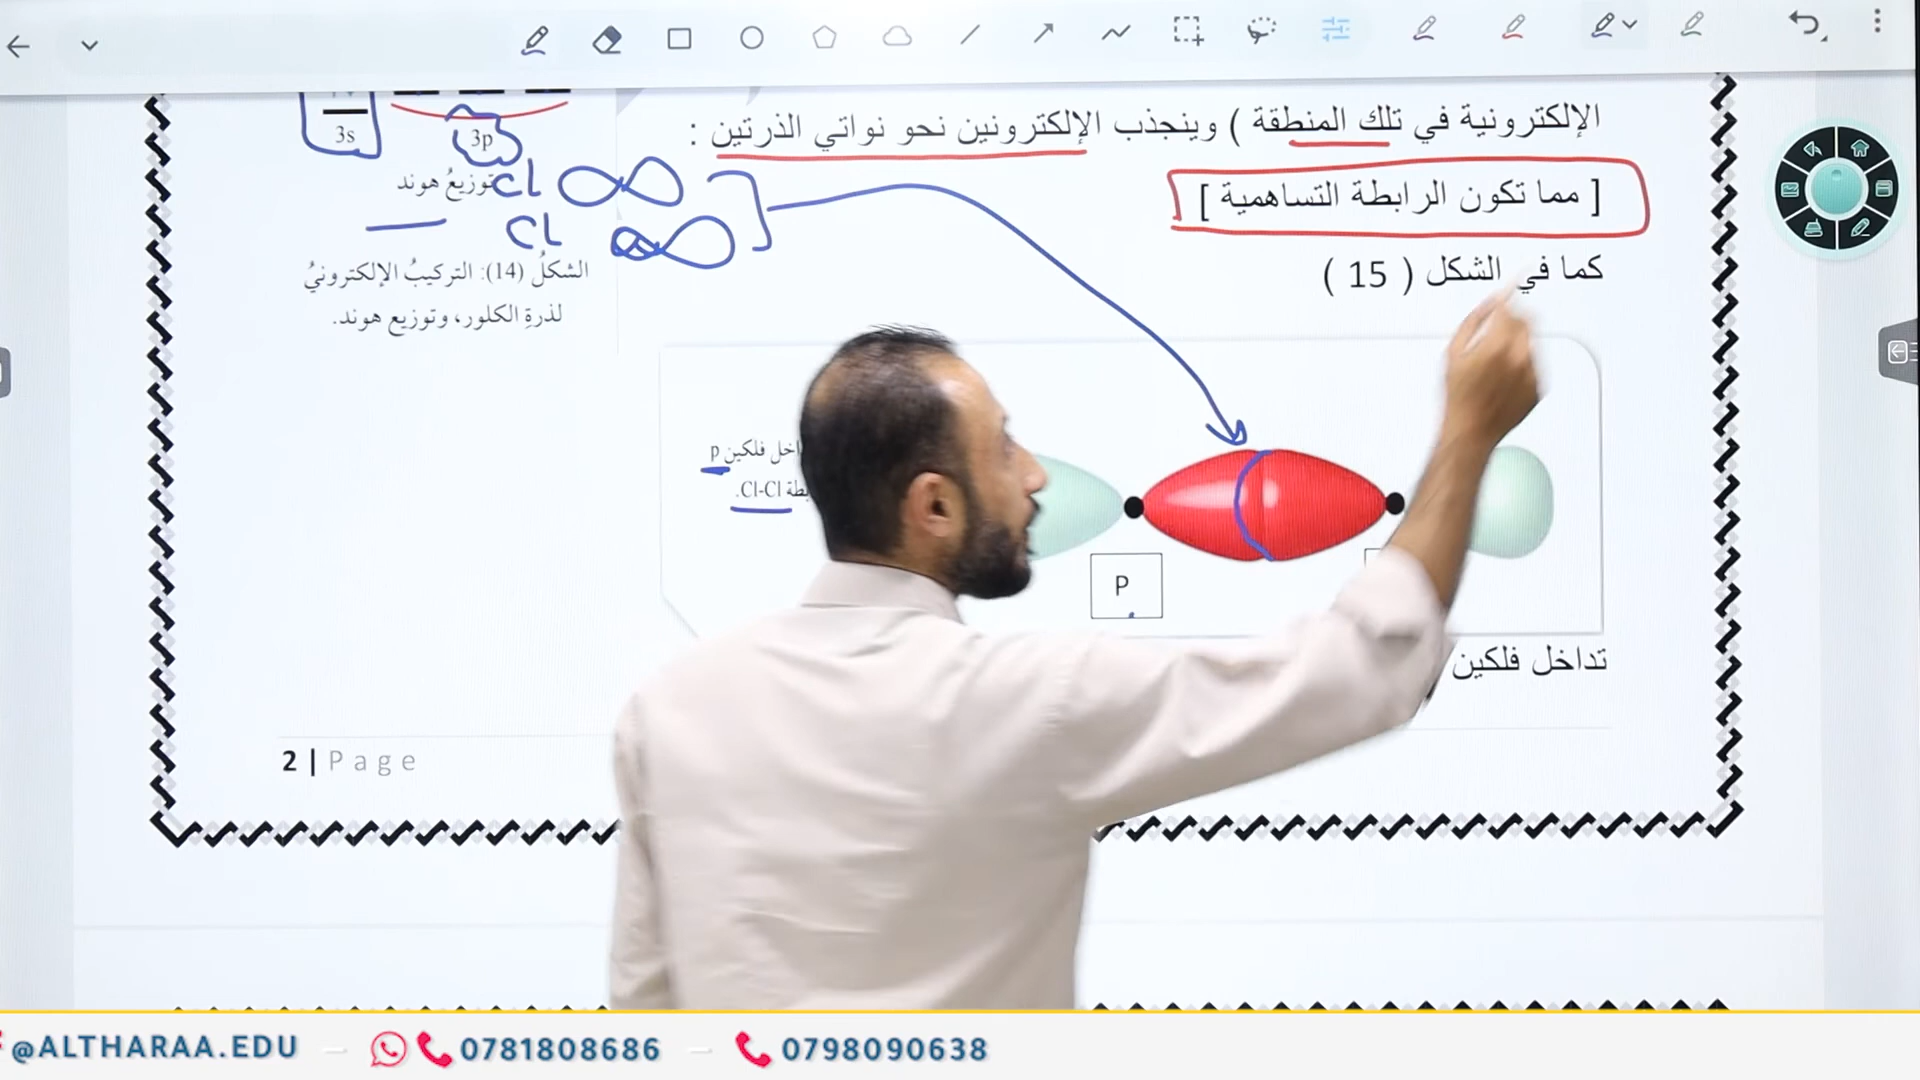 الإلكترونية في تلك المنطقة ) وينجذب الإلكترونين نحو نواتي الذرتين :
[ مما تكون الرابطة التساهمية ]
كما في الشكل ( 15 )
3s
3p
توزيعُ هوند
Cl
Cl
الشكلُ (14): التركيبُ الإلكترونيُ
لذرةِ الكلور، وتوزيع هوند.
فلكين p
Cl-Cl.
P
تداخل فلكين
2 | Page
@ALTHARAA.EDU
0781808686
0798090638